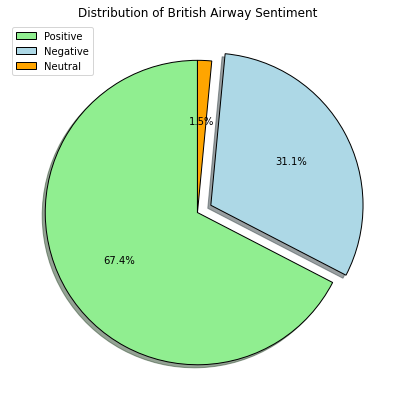 Distribution of British Airway Sentiment
Positive
Negative
Neutral
1.5%
31.1%
67.4%